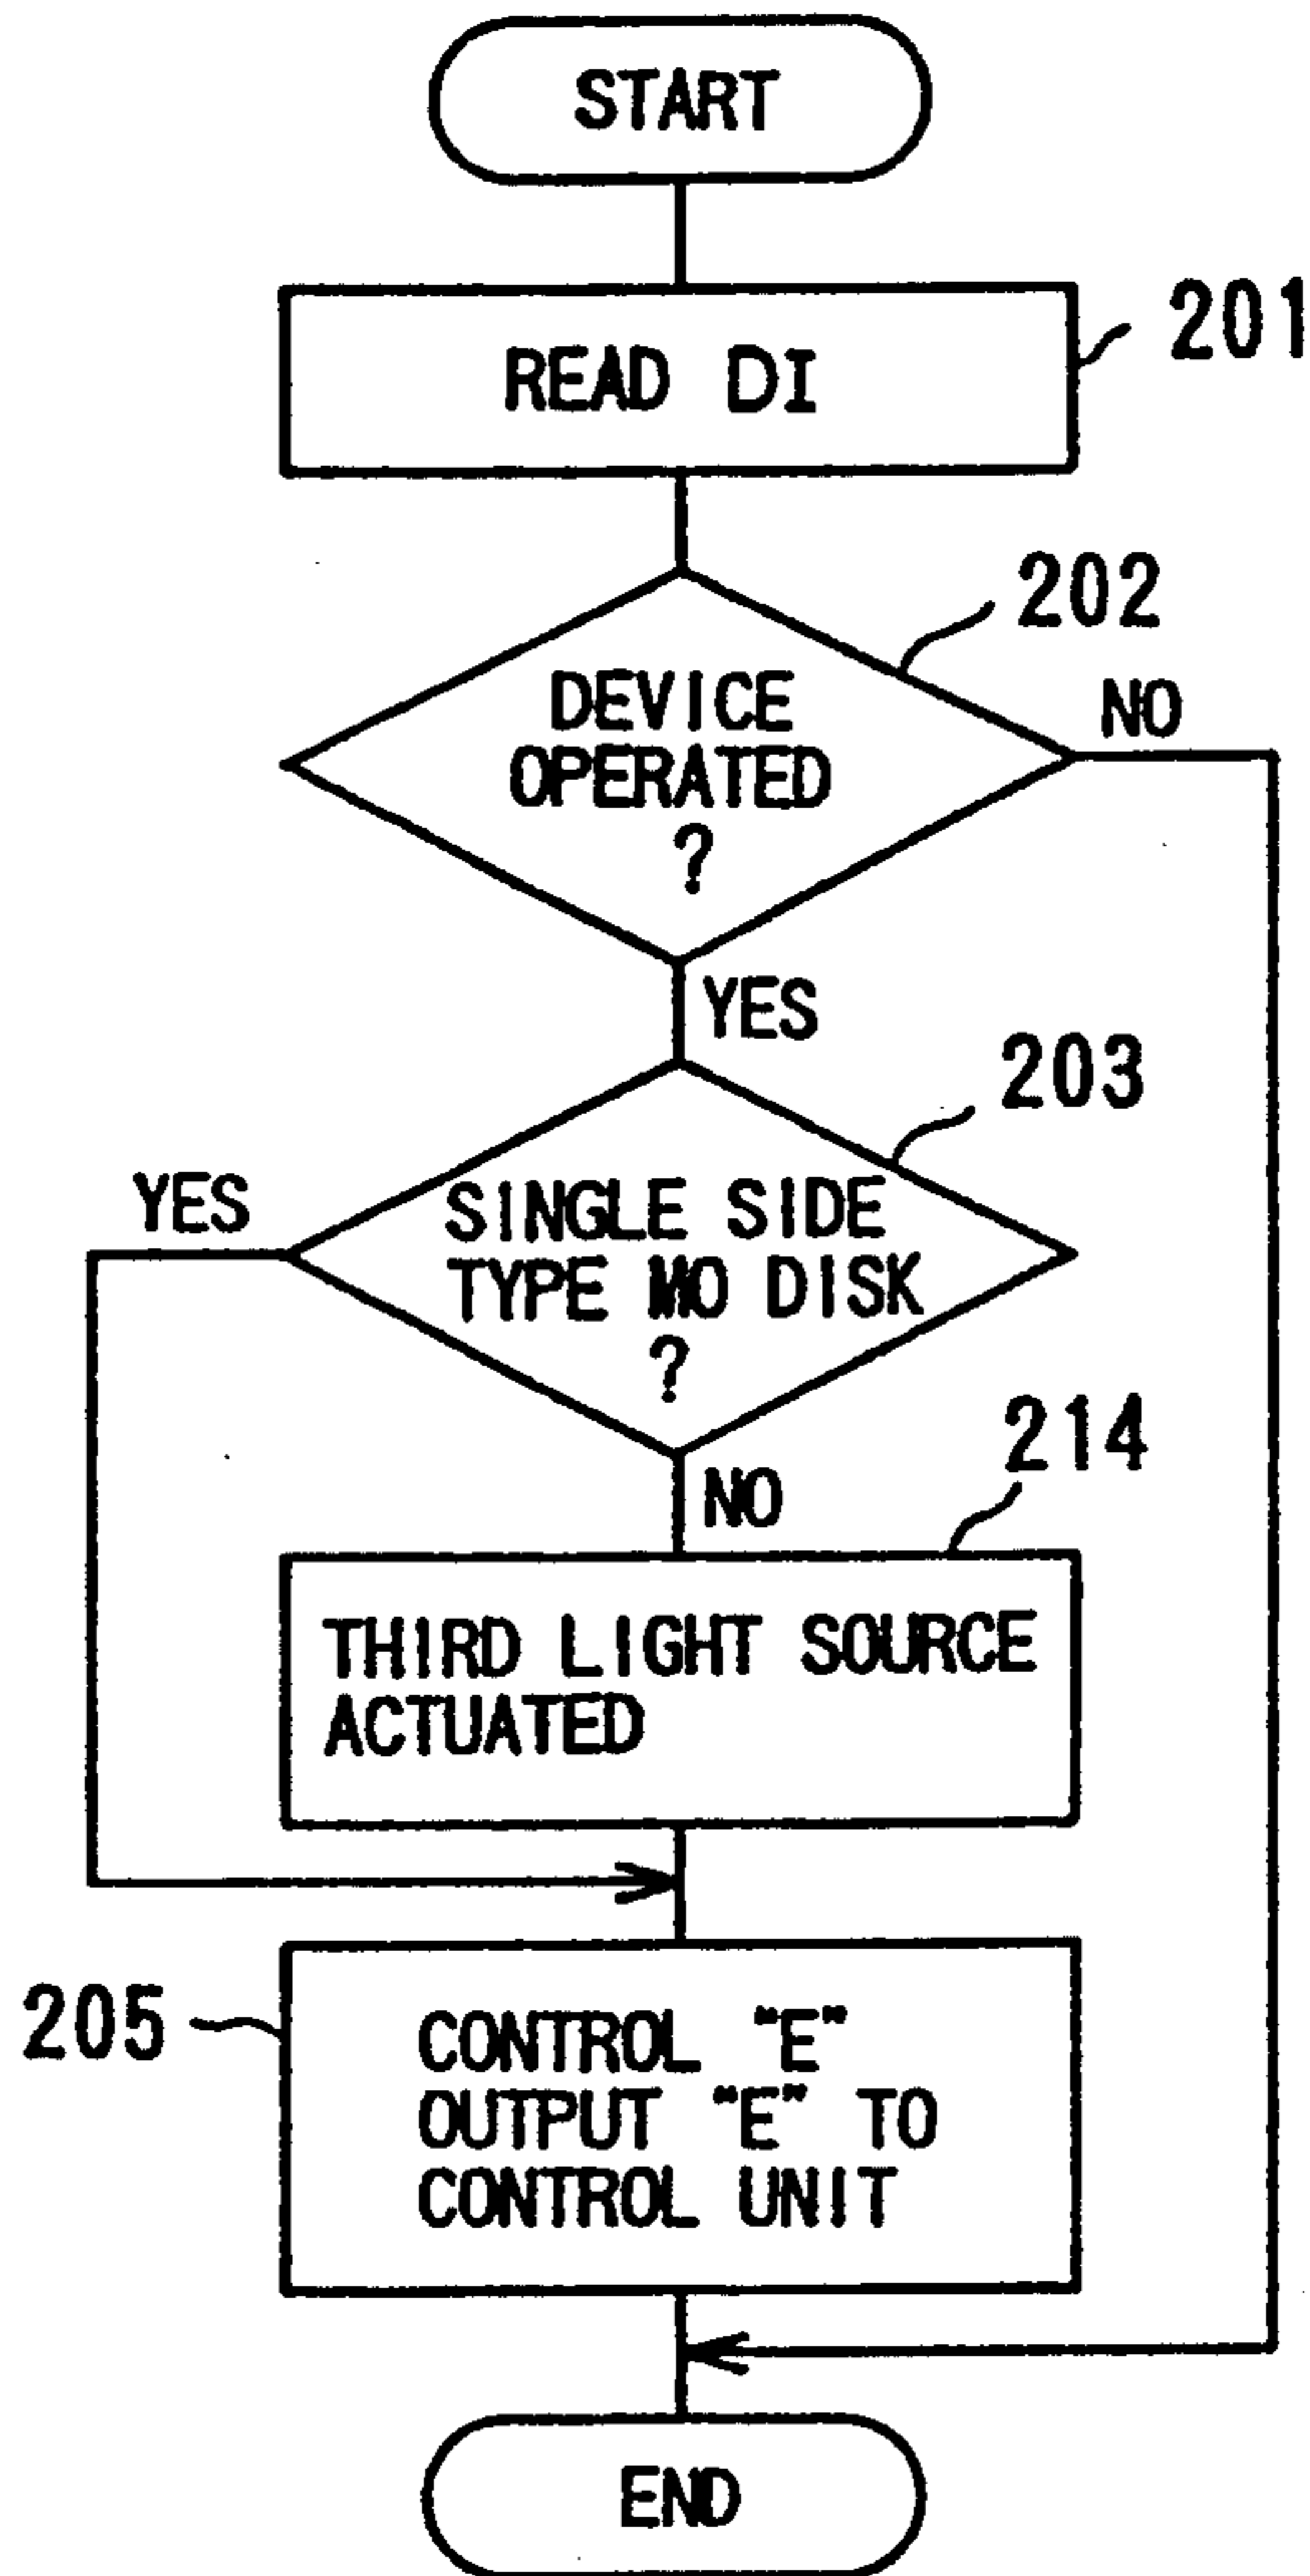 START
READ DI
201
202
DEVICE
OPERATED
?
NO
YES
203
YES
SINGLE SIDE
TYPE MO DISK
?
214
NO
THIRD LIGHT SOURCE
ACTUATED
205
CONTROL "E"
OUTPUT "E" TO
CONTROL UNIT
END